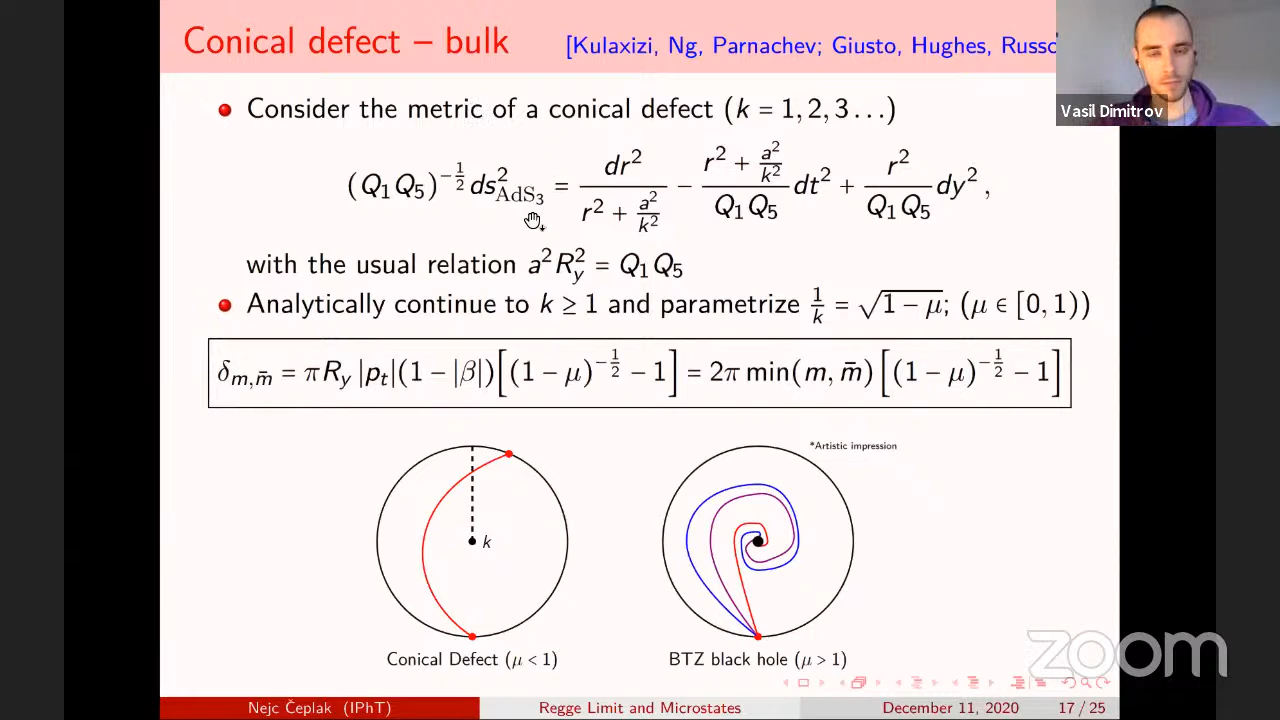 Conical defect – bulk [Kulaxizi, Ng, Parnachev; Giusto, Hughes, Russo
Vasil Dimitrov
Consider the metric of a conical defect (k = 1, 2, 3 . . .)
(Q₁Q₅)^{-1/2} ds²_{AdS₃} = dr²/(r² + a²/k²) − (r² + a²/k²)/(Q₁Q₅) dt² + r²/(Q₁Q₅) dy² ,
with the usual relation a²R_y² = Q₁Q₅
Analytically continue to k ≥ 1 and parametrize 1/k = √(1 − μ); (μ ∈ [0, 1))
δ_{m,m̄} = πR_y |p_t|(1 − |β|)[(1 − μ)^{-1/2} − 1] = 2π min(m, m̄) [(1 − μ)^{-1/2} − 1]
*Artistic impression
k
Conical Defect (μ < 1)
BTZ black hole (μ > 1)
zoom
Nejc Čeplak (IPhT) Regge Limit and Microstates December 11, 2020 17 / 25